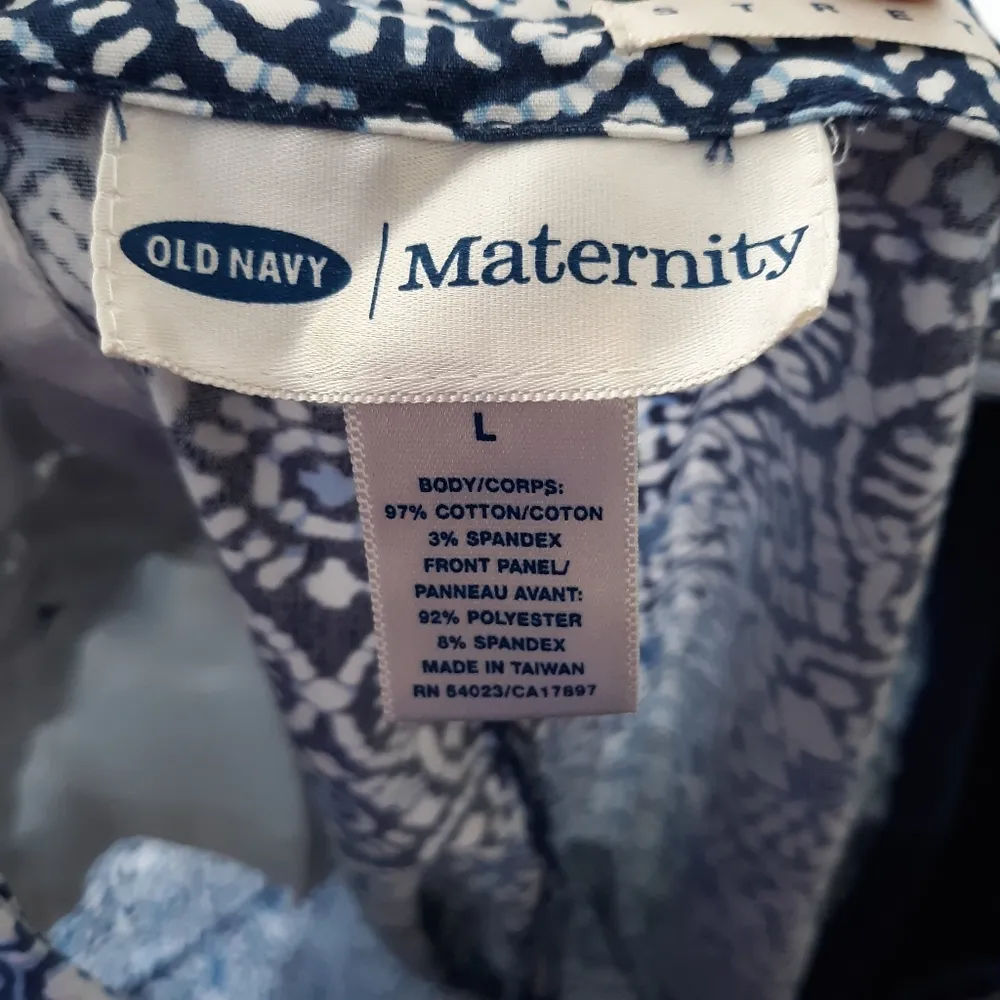 STRET
OLD NAVY / Maternity
L
BODY/CORPS:
97% COTTON/COTON
3% SPANDEX
FRONT PANEL/
PANNEAU AVANT:
92% POLYESTER
8% SPANDEX
MADE IN TAIWAN
RN 54023/CA17897